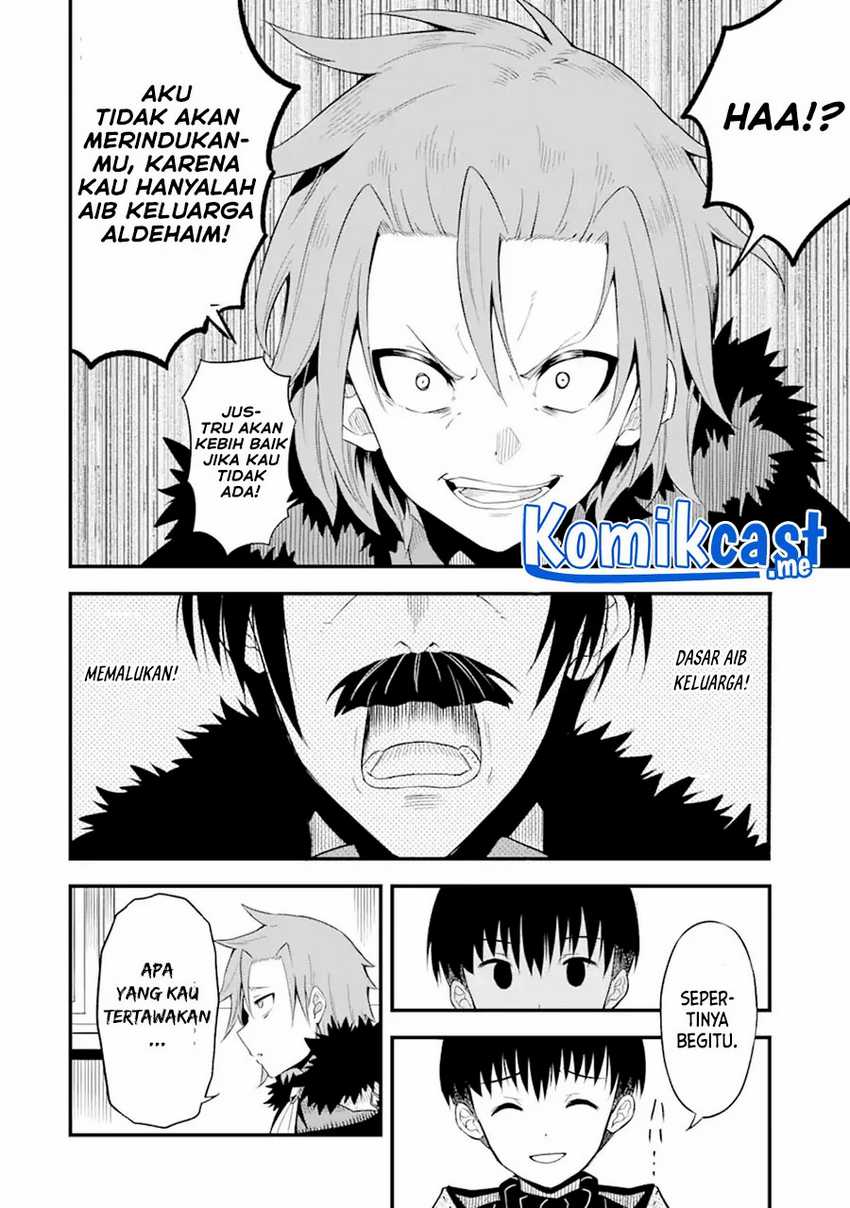 HAA!?
AKU
TIDAK AKAN
MERINDUKAN-
MU, KARENA
KAU HANYALAH
AIB KELUARGA
ALDEHAIM!
JUS-
TRU AKAN
KEBIH BAIK
JIKA KAU
TIDAK
ADA!
Komikcast
.me
DASAR AIB
KELUARGA!
MEMALUKAN!
SEPER-
TINYA
BEGITU.
APA
YANG KAU
TERTAWAKAN
...